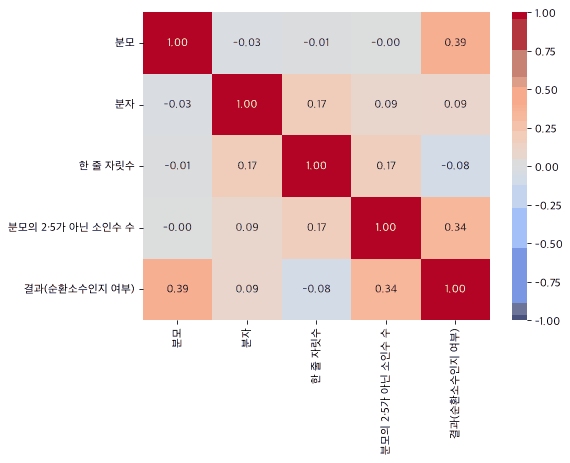 분모 1.00 -0.03 -0.01 -0.00 0.39
분자 -0.03 1.00 0.17 0.09 0.09
한 줄 자릿수 -0.01 0.17 1.00 0.17 -0.08
분모의 2·5가 아닌 소인수 수 -0.00 0.09 0.17 1.00 0.34
결과(순환소수인지 여부) 0.39 0.09 -0.08 0.34 1.00
분모
분자
한 줄 자릿수
분모의 2·5가 아닌 소인수 수
결과(순환소수인지 여부)
1.00
0.75
0.50
0.25
0.00
-0.25
-0.50
-0.75
-1.00